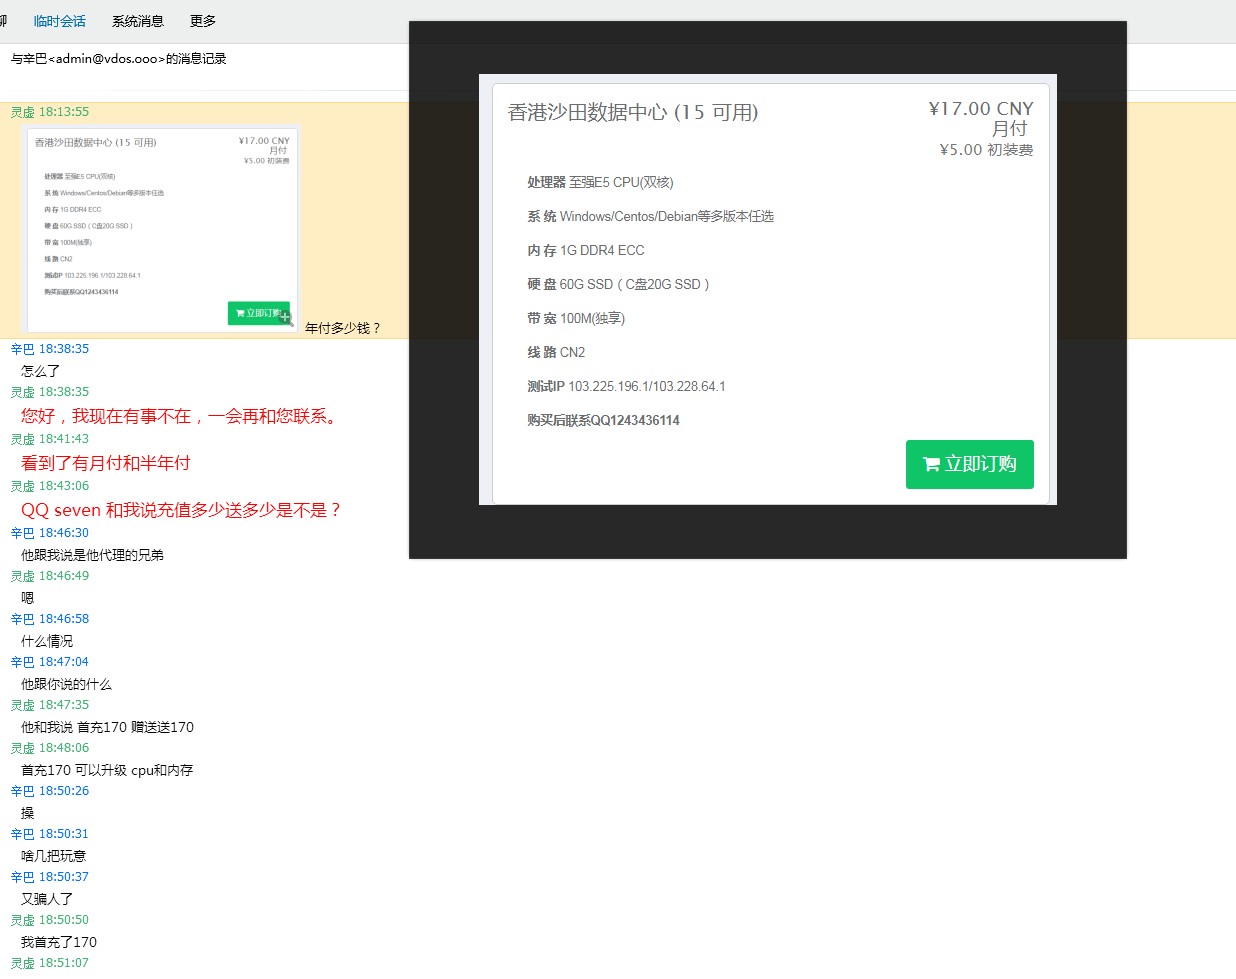 聊 临时会话 系统消息 更多
与辛巴<admin@vdos.ooo>的消息记录
灵虚 18:13:55
香港沙田数据中心 (15 可用)
¥17.00 CNY
月付
¥5.00 初装费
处理器 至强E5 CPU(双核)
系 统 Windows/Centos/Debian等多版本任选
内 存 1G DDR4 ECC
硬 盘 60G SSD（C盘20G SSD）
带 宽 100M(独享)
线 路 CN2
测试IP 103.225.196.1/103.228.64.1
购买后联系QQ1243436114
立即订购
年付多少钱？
辛巴 18:38:35
怎么了
灵虚 18:38:35
您好，我现在有事不在，一会再和您联系。
灵虚 18:41:43
看到了有月付和半年付
灵虚 18:43:06
QQ seven 和我说充值多少送多少是不是？
辛巴 18:46:30
他跟我说是他代理的兄弟
灵虚 18:46:49
嗯
辛巴 18:46:58
什么情况
辛巴 18:47:04
他跟你说的什么
灵虚 18:47:35
他和我说 首充170 赠送送170
灵虚 18:48:06
首充170 可以升级 cpu和内存
辛巴 18:50:26
操
辛巴 18:50:31
啥几把玩意
辛巴 18:50:37
又骗人了
灵虚 18:50:50
我首充了170
灵虚 18:51:07
香港沙田数据中心 (15 可用)
¥17.00 CNY
月付
¥5.00 初装费
处理器 至强E5 CPU(双核)
系 统 Windows/Centos/Debian等多版本任选
内 存 1G DDR4 ECC
硬 盘 60G SSD（C盘20G SSD）
带 宽 100M(独享)
线 路 CN2
测试IP 103.225.196.1/103.228.64.1
购买后联系QQ1243436114
立即订购